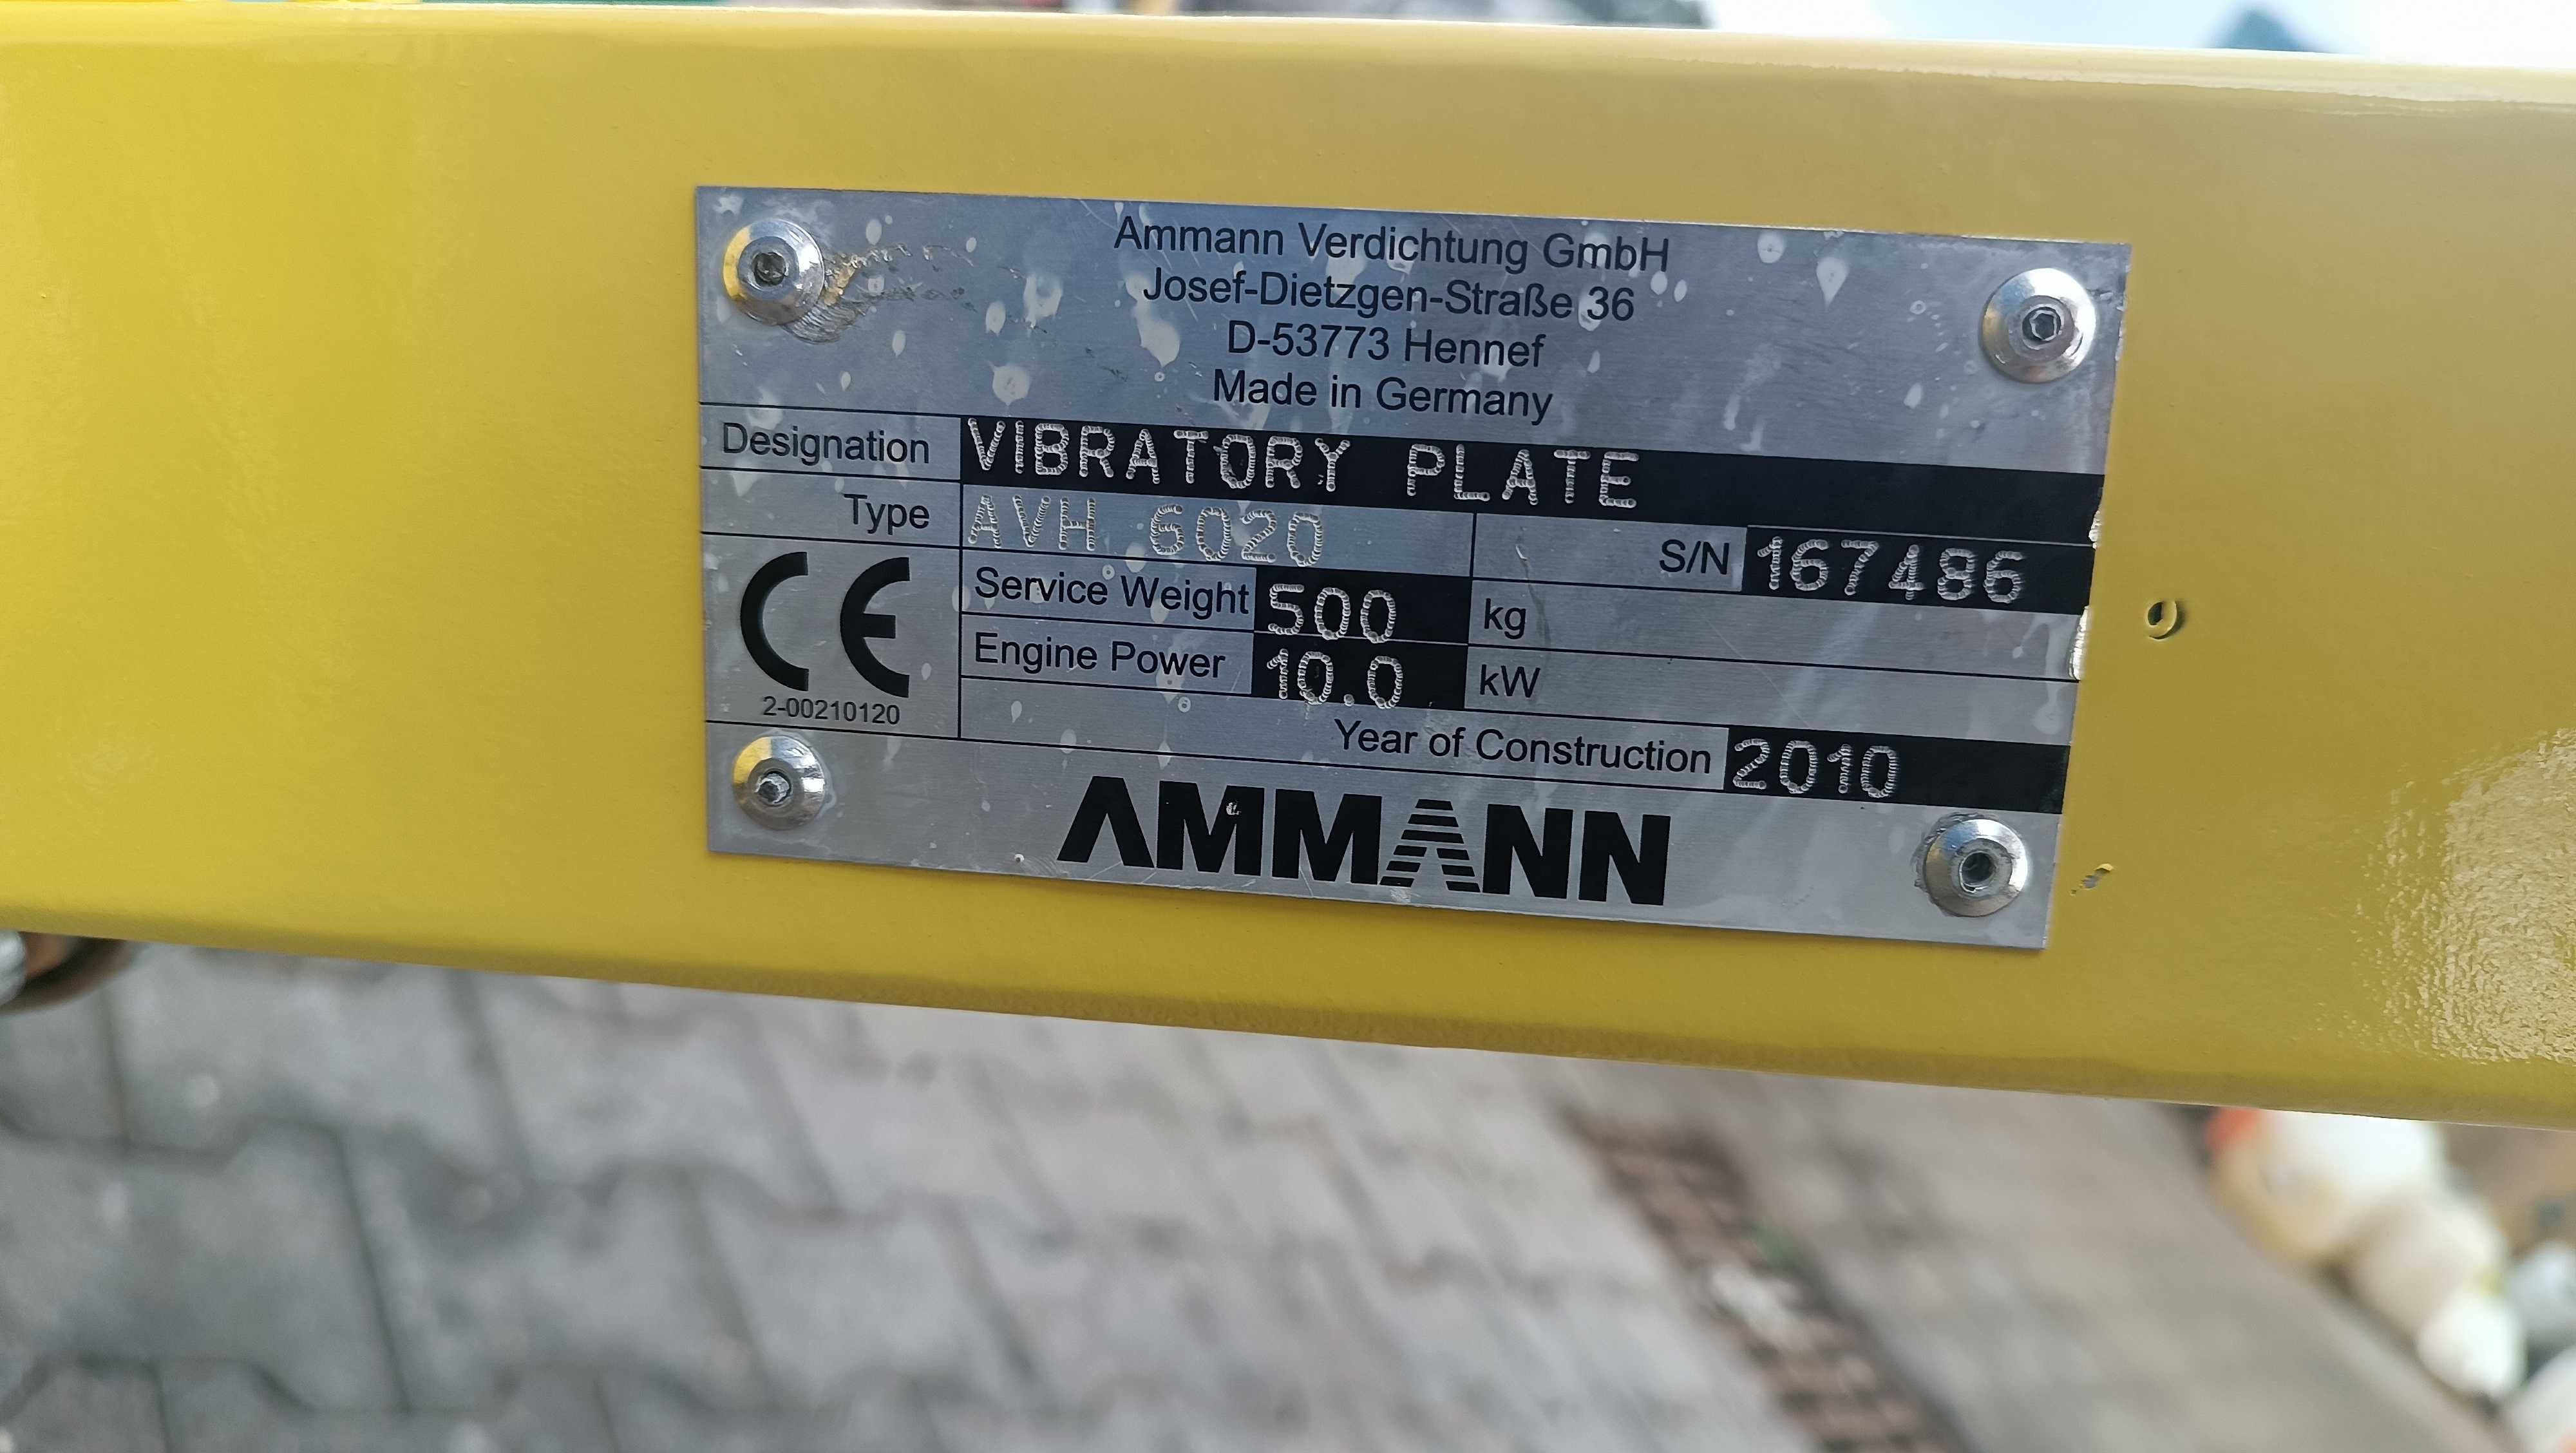 Ammann Verdichtung GmbH
Josef-Dietzgen-Straße 36
D-53773 Hennef
Made in Germany
Designation VIBRATORY PLATE
Type AVH 6020 S/N 167486
CE
2-00210120
Service Weight 500 kg
Engine Power 10.0 kW
Year of Construction 2010
AMMANN